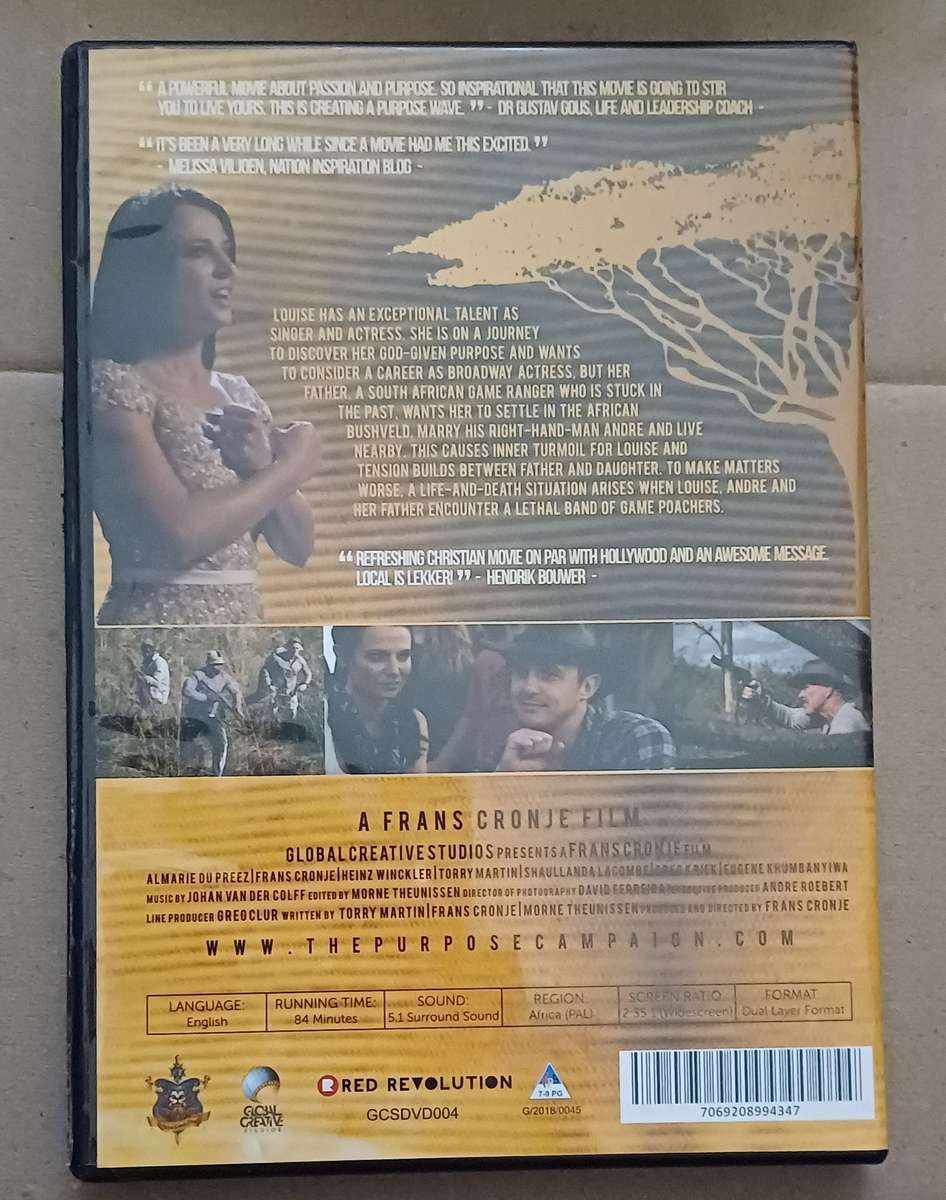 “ A POWERFUL MOVIE ABOUT PASSION AND PURPOSE. SO INSPIRATIONAL THAT THIS MOVIE IS GOING TO STIR
YOU TO LIVE YOURS. THIS IS CREATING A PURPOSE WAVE. ” - DR GUSTAV GOUS, LIFE AND LEADERSHIP COACH -
“ IT'S BEEN A VERY LONG WHILE SINCE A MOVIE HAD ME THIS EXCITED. ”
- MELISSA VILJOEN, NATION INSPIRATION BLOG -
LOUISE HAS AN EXCEPTIONAL TALENT AS
SINGER AND ACTRESS. SHE IS ON A JOURNEY
TO DISCOVER HER GOD-GIVEN PURPOSE AND WANTS
TO CONSIDER A CAREER AS BROADWAY ACTRESS, BUT HER
FATHER, A SOUTH AFRICAN GAME RANGER WHO IS STUCK IN
THE PAST, WANTS HER TO SETTLE IN THE AFRICAN
BUSHVELD, MARRY HIS RIGHT-HAND-MAN ANDRE AND LIVE
NEARBY. THIS CAUSES INNER TURMOIL FOR LOUISE AND
TENSION BUILDS BETWEEN FATHER AND DAUGHTER. TO MAKE MATTERS
WORSE, A LIFE-AND-DEATH SITUATION ARISES WHEN LOUISE, ANDRE AND
HER FATHER ENCOUNTER A LETHAL BAND OF GAME POACHERS.
“ REFRESHING CHRISTIAN MOVIE ON PAR WITH HOLLYWOOD AND AN AWESOME MESSAGE.
LOCAL IS LEKKER! ” - HENDRIK BOUWER -
A FRANS CRONJE FILM
GLOBAL CREATIVE STUDIOS PRESENTS A FRANS CRONJE FILM
ALMARIE DU PREEZ|FRANS CRONJE|HEINZ WINCKLER|TORRY MARTIN|SHAULLANDA LACOMBE|GREG KRIEK|EUGENE KHUMBANYIWA
MUSIC BY JOHAN VAN DER COLFF EDITED BY MORNE THEUNISSEN DIRECTOR OF PHOTOGRAPHY DAVID FERREIRA EXECUTIVE PRODUCER ANDRE ROEBERT
LINE PRODUCER GREG CLUR WRITTEN BY TORRY MARTIN|FRANS CRONJE|MORNE THEUNISSEN PRODUCED AND DIRECTED BY FRANS CRONJE
WWW.THEPURPOSECAMPAION.COM
LANGUAGE: RUNNING TIME: SOUND: REGION SCREEN RATIO FORMAT
English 84 Minutes 5.1 Surround Sound Africa (PAL) 2:35 1 (Widescreen) Dual Layer Format
GLOBAL
CREATIVE
STUDIOS
RED REVOLUTION
GCSDVD004
7-9 PG
G/2018/0045
7069208994347